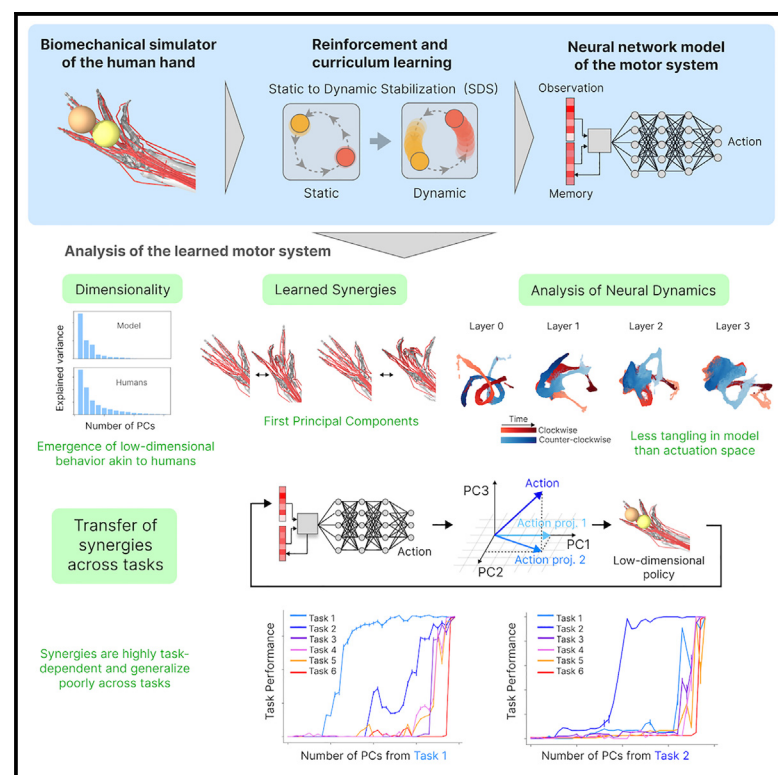 Biomechanical simulator
of the human hand
Reinforcement and
curriculum learning
Static to Dynamic Stabilization (SDS)
Static
Dynamic
Neural network model
of the motor system
Observation
Memory
Action
Analysis of the learned motor system
Dimensionality
Explained variance
Model
Humans
Number of PCs
Emergence of low-dimensional
behavior akin to humans
Learned Synergies
First Principal Components
Analysis of Neural Dynamics
Layer 0
Layer 1
Layer 2
Layer 3
Time
Clockwise
Counter-clockwise
Less tangling in model
than actuation space
Transfer of
synergies
across tasks
Action
PC3
Action
Action proj. 1
PC1
Action proj. 2
PC2
Low-dimensional
policy
Synergies are highly task-
dependent and generalize
poorly across tasks
Task Performance
Task 1
Task 2
Task 3
Task 4
Task 5
Task 6
Number of PCs from Task 1
Task Performance
Task 1
Task 2
Task 3
Task 4
Task 5
Task 6
Number of PCs from Task 2